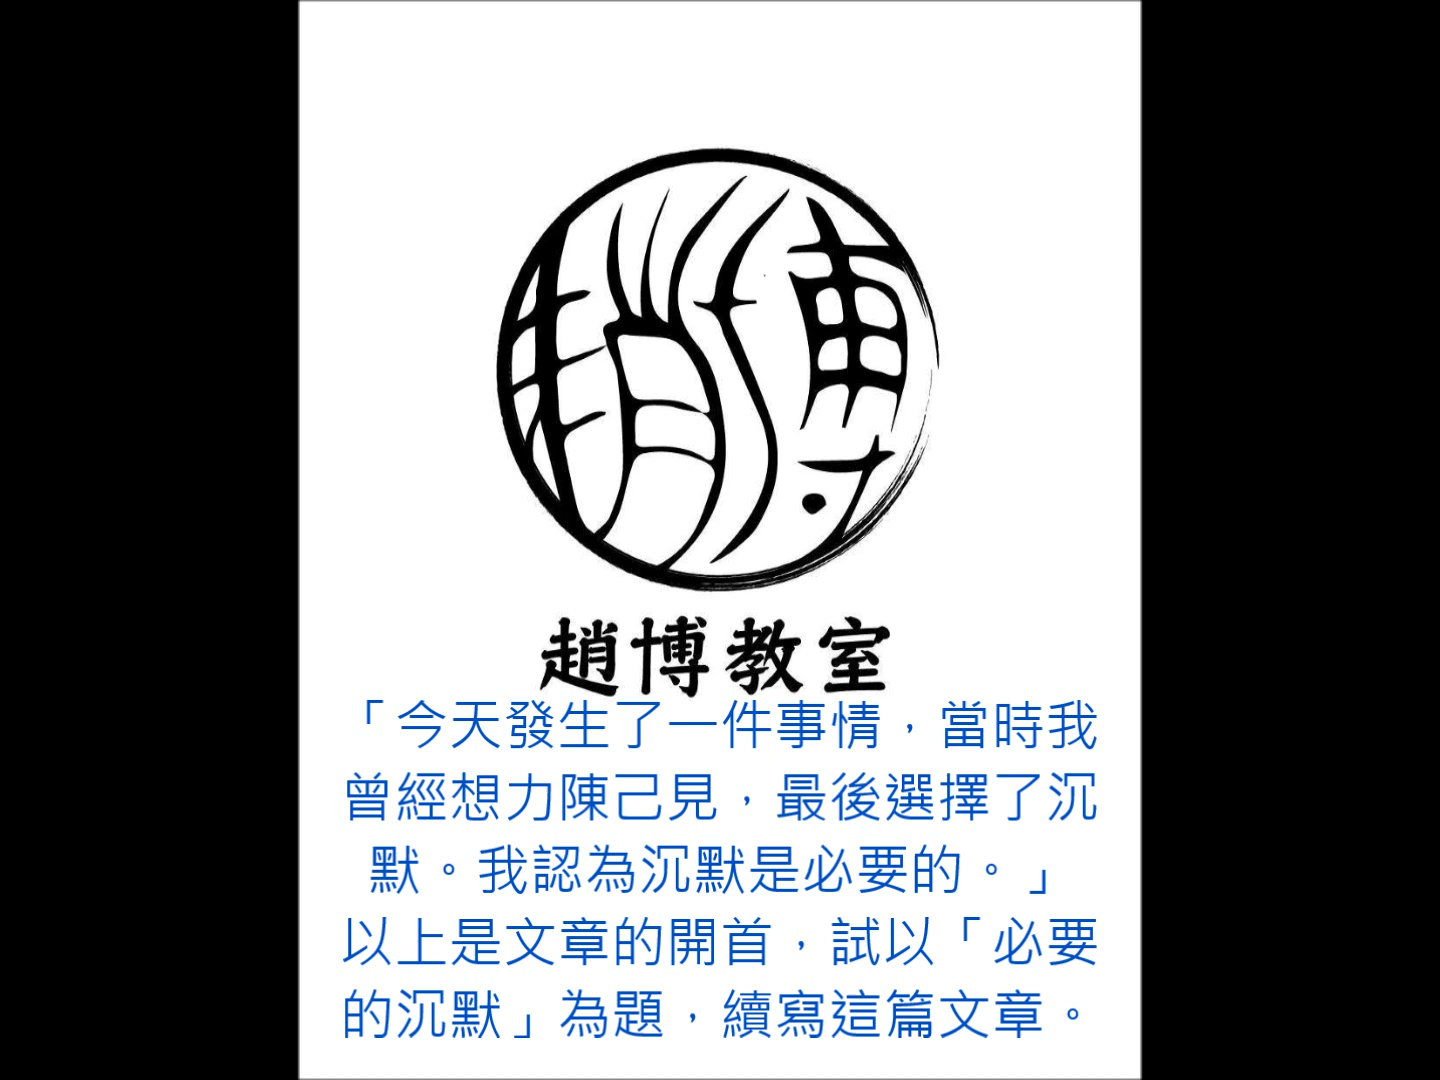 趙博
趙博教室
「今天發生了一件事情，當時我
曾經想力陳己見，最後選擇了沉
默。我認為沉默是必要的。」
以上是文章的開首，試以「必要
的沉默」為題，續寫這篇文章。